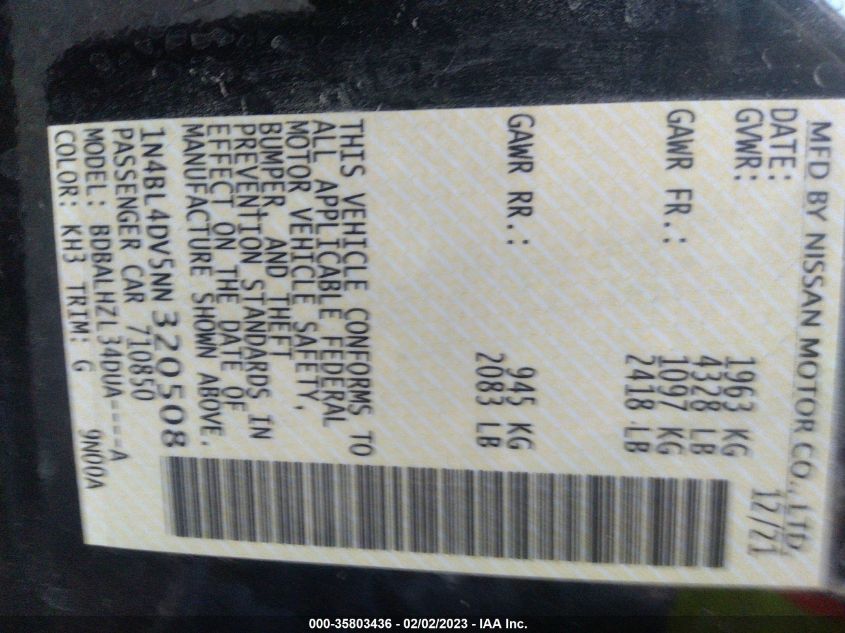 MFD BY NISSAN MOTOR CO., LTD.
DATE: 12/21
GVWR: 1963 KG
4328 LB
GAWR FR.: 1097 KG
2418 LB
GAWR RR.: 945 KG
2083 LB
THIS VEHICLE CONFORMS TO
ALL APPLICABLE FEDERAL
MOTOR VEHICLE SAFETY,
BUMPER, AND THEFT
PREVENTION STANDARDS IN
EFFECT ON THE DATE OF
MANUFACTURE SHOWN ABOVE.
1N4BL4DV5NN320508
PASSENGER CAR 710850
MODEL: BDBALHZL34DUA----A
COLOR: KH3 TRIM: G 9N00A
000-35803436 - 02/02/2023 - IAA Inc.